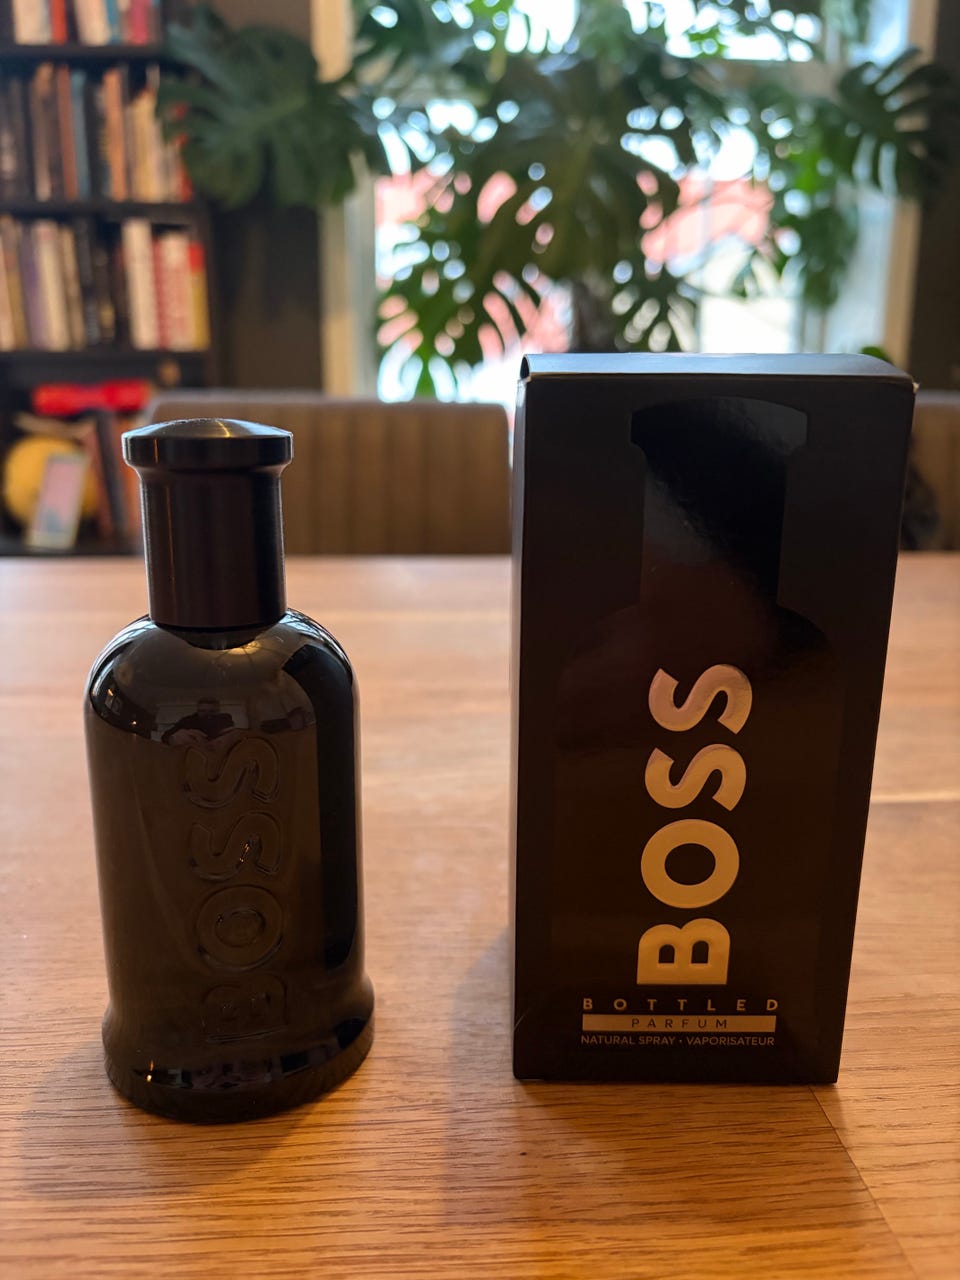 BOSS
BOSS
BOTTLED
PARFUM
NATURAL SPRAY • VAPORISATEUR